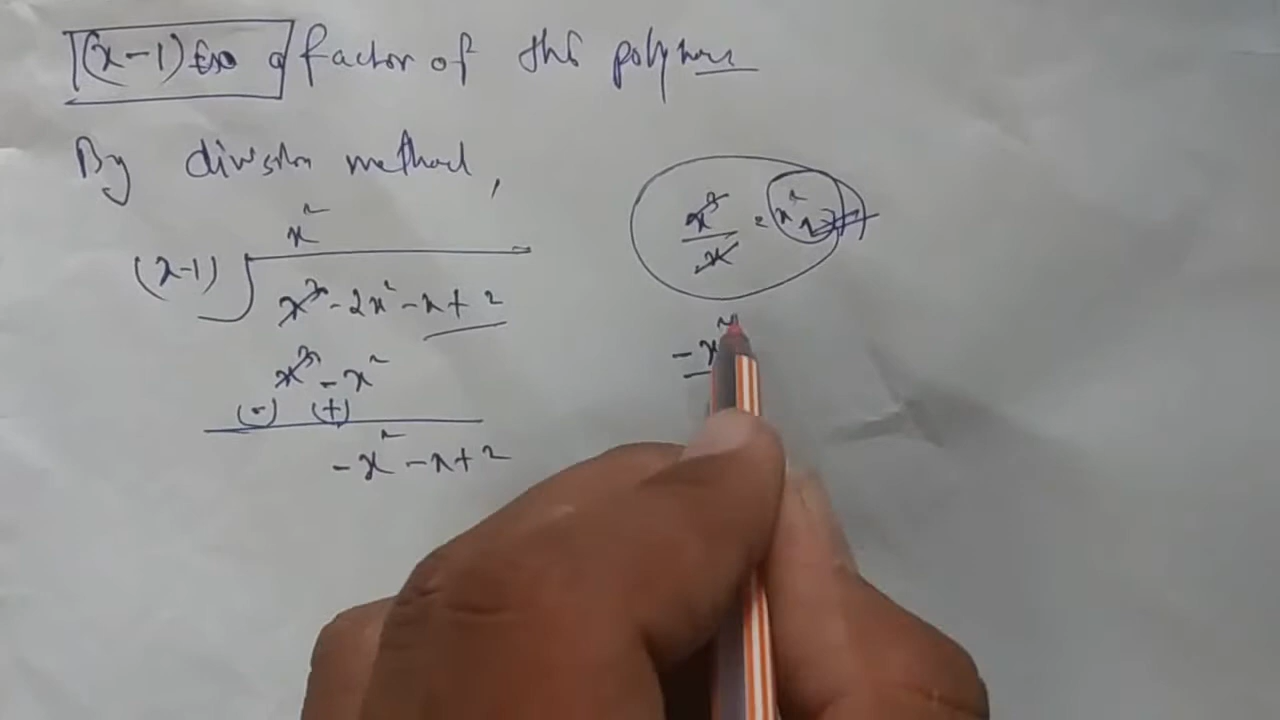 (x-1) is a factor of the polynom
By division method,
x²
(x-1) x³ - 2x² - x + 2
x³ - x²
(-) (+)
- x² - x + 2
x³/x = x²
- x²